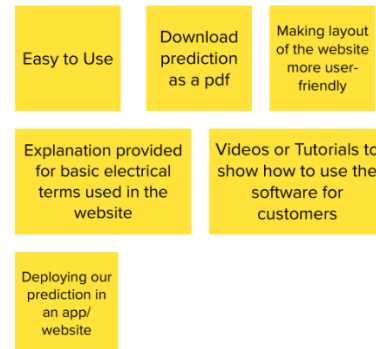 Easy to Use
Download
prediction
as a pdf
Making layout
of the website
more user-
friendly
Explanation provided
for basic electrical
terms used in the
website
Videos or Tutorials to
show how to use the
software for
customers
Deploying our
prediction in
an app/
website